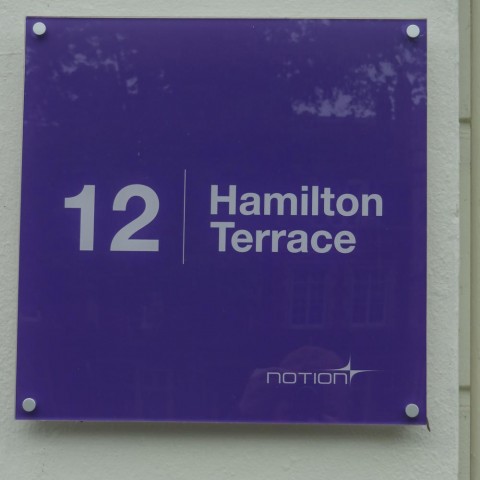 12
Hamilton
Terrace
NOTION